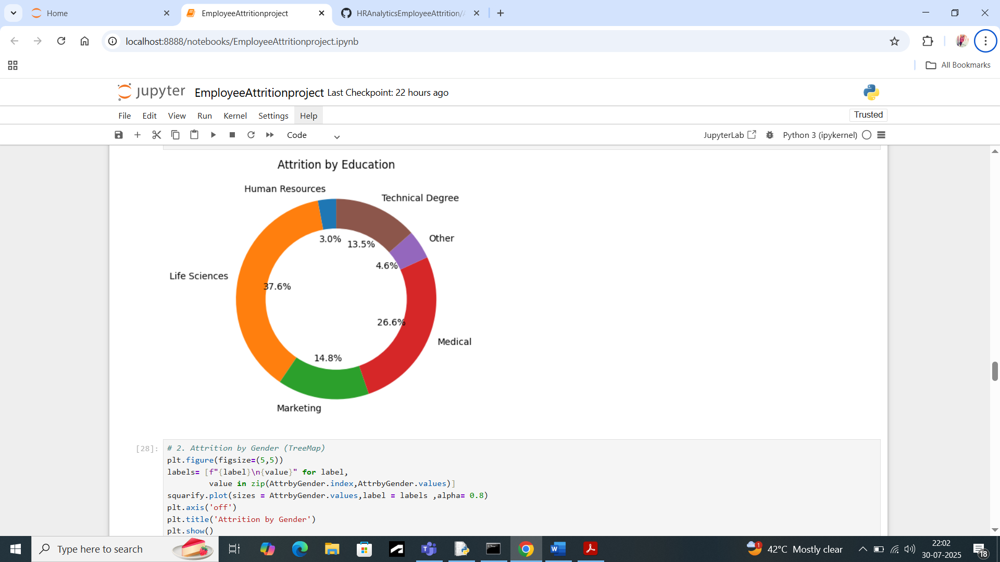 Home
EmployeeAttritionproject
HRAnalyticsEmployeeAttrition/
localhost:8888/notebooks/EmployeeAttritionproject.ipynb
All Bookmarks
jupyter EmployeeAttritionproject Last Checkpoint: 22 hours ago
File Edit View Run Kernel Settings Help
Trusted
Code
JupyterLab
Python 3 (ipykernel)
Attrition by Education
Human Resources
Technical Degree
Other
3.0%
13.5%
4.6%
Life Sciences
37.6%
26.6%
Medical
14.8%
Marketing
[28]:
# 2. Attrition by Gender (TreeMap)
plt.figure(figsize=(5,5))
labels= [f"{label}\n{value}" for label,
value in zip(AttrbyGender.index,AttrbyGender.values)]
squarify.plot(sizes = AttrbyGender.values,label = labels ,alpha= 0.8)
plt.axis('off')
plt.title('Attrition by Gender')
plt.show()
Type here to search
1
42°C Mostly clear
22:02
30-07-2025
18